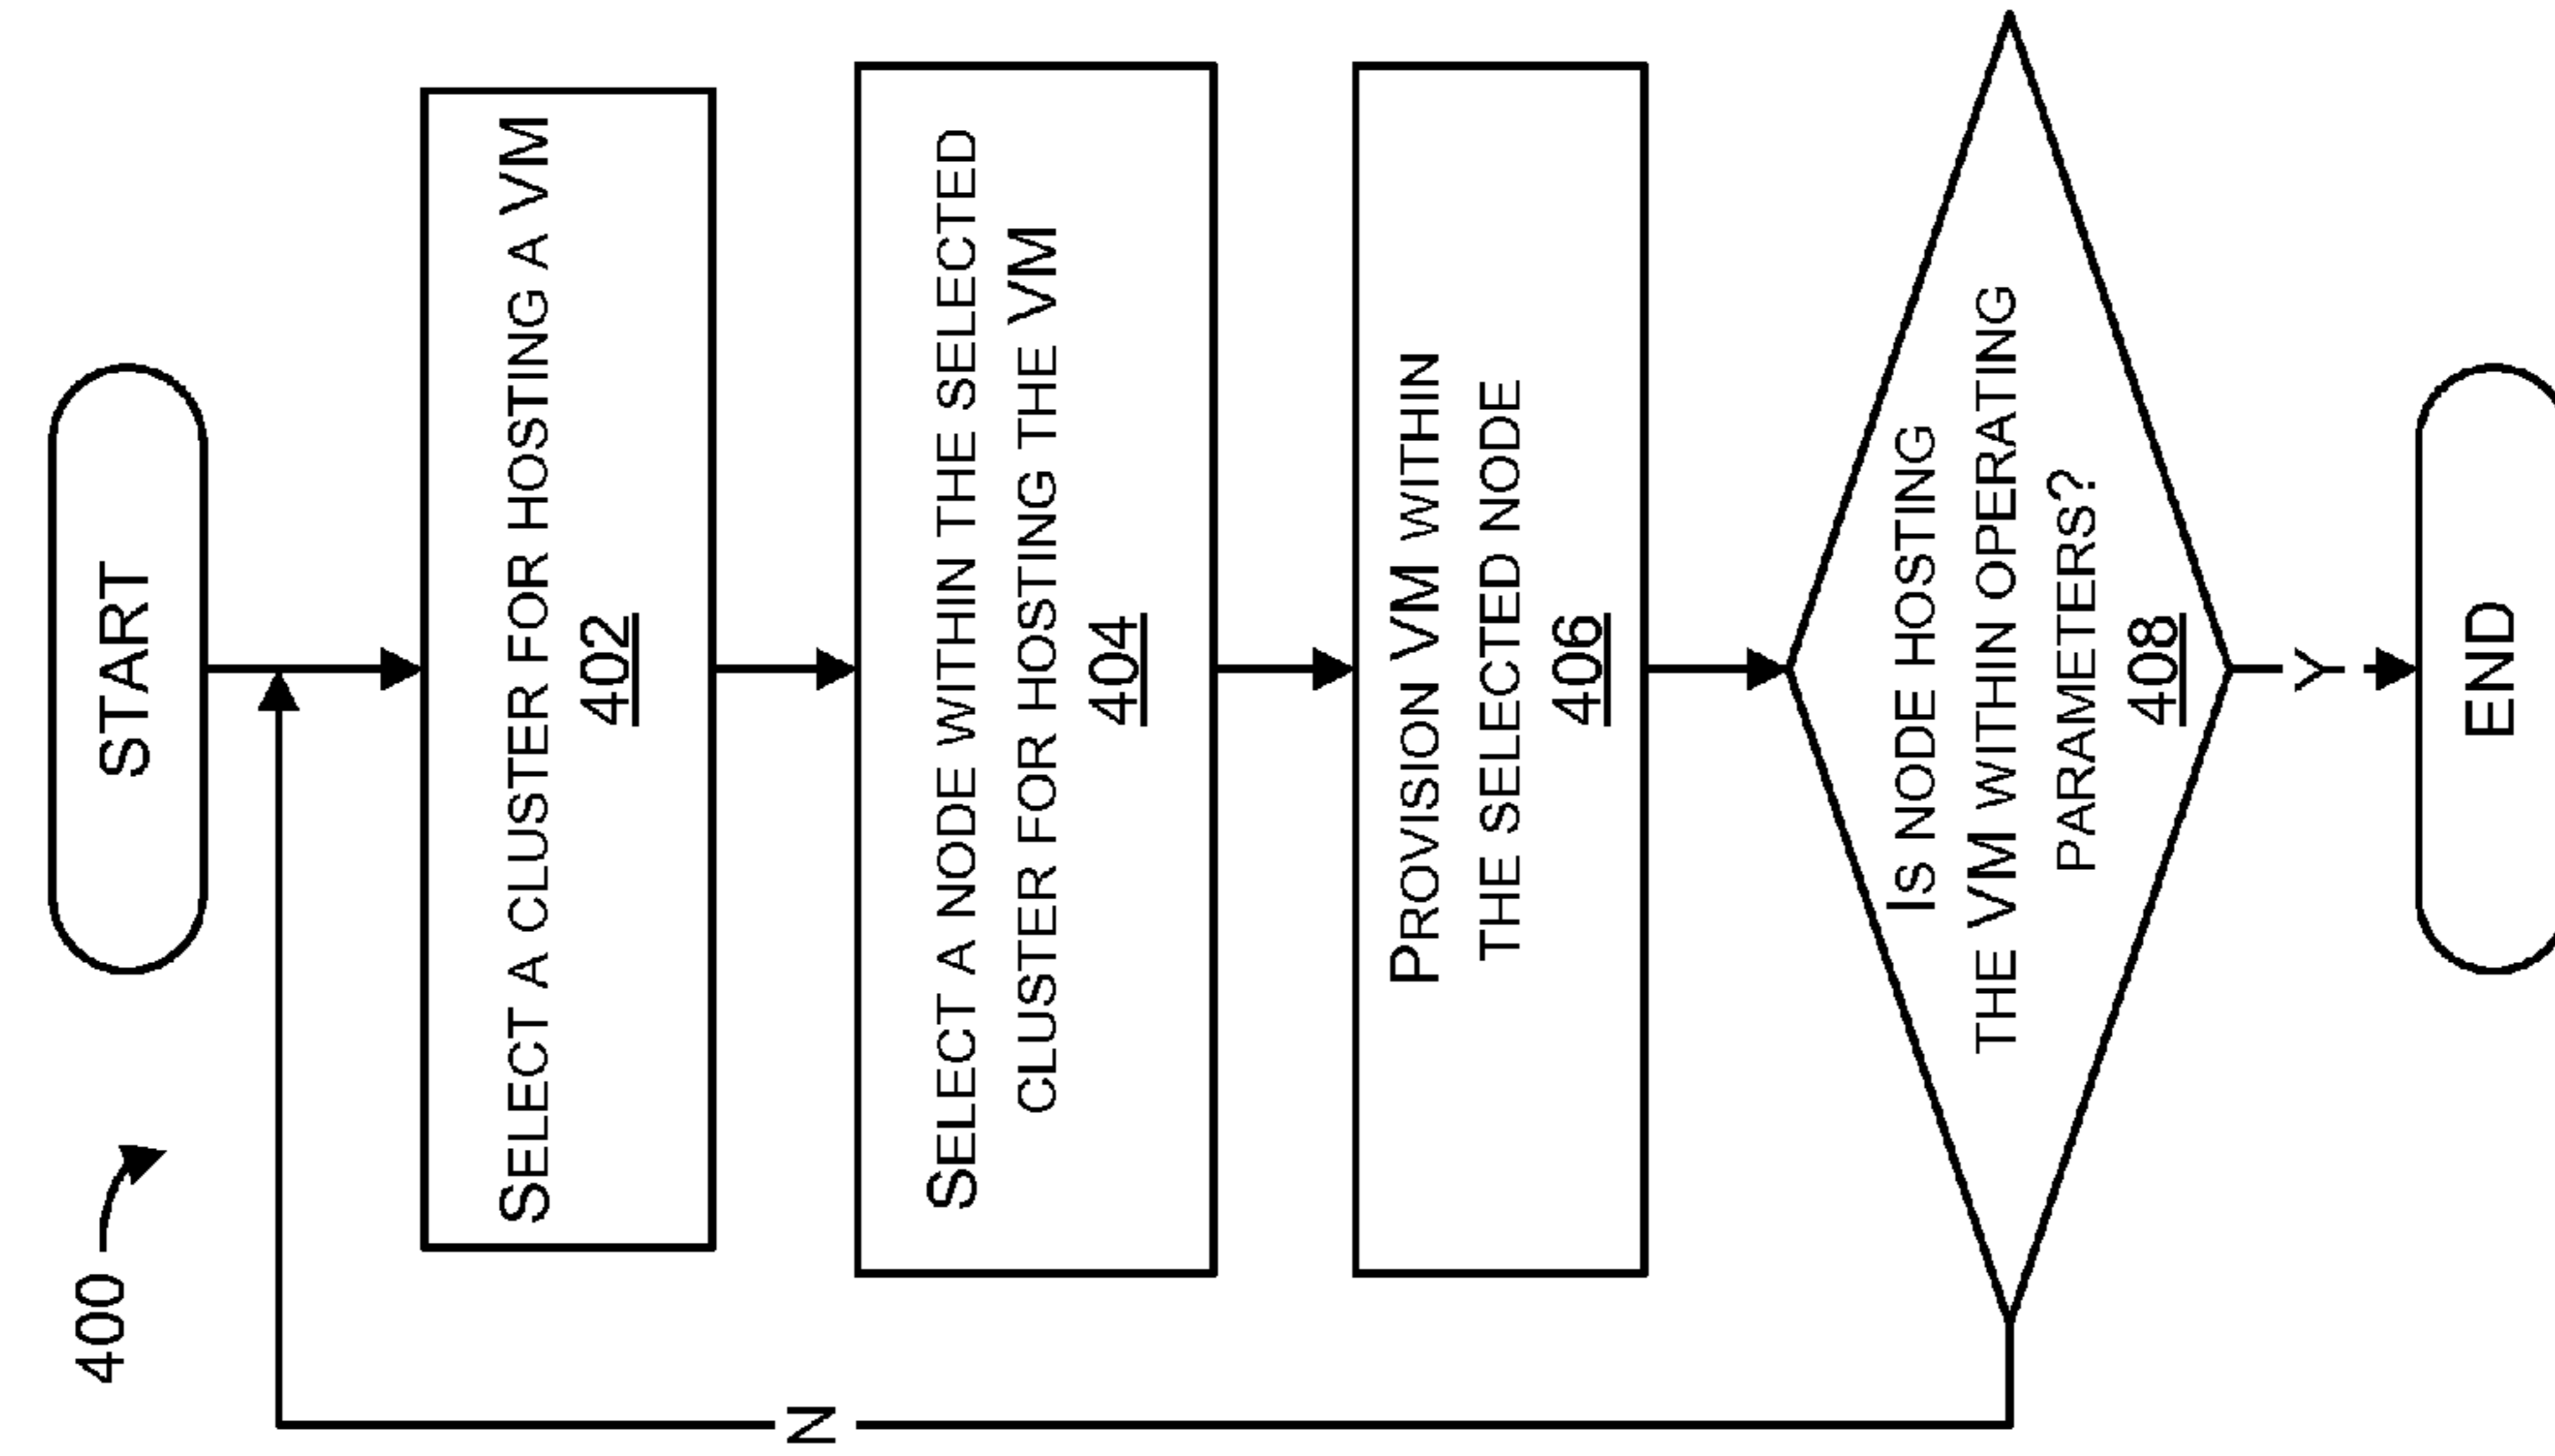 400
START
SELECT A CLUSTER FOR HOSTING A VM
402
SELECT A NODE WITHIN THE SELECTED
CLUSTER FOR HOSTING THE VM
404
PROVISION VM WITHIN
THE SELECTED NODE
406
IS NODE HOSTING
THE VM WITHIN OPERATING
PARAMETERS?
408
N
Y
END